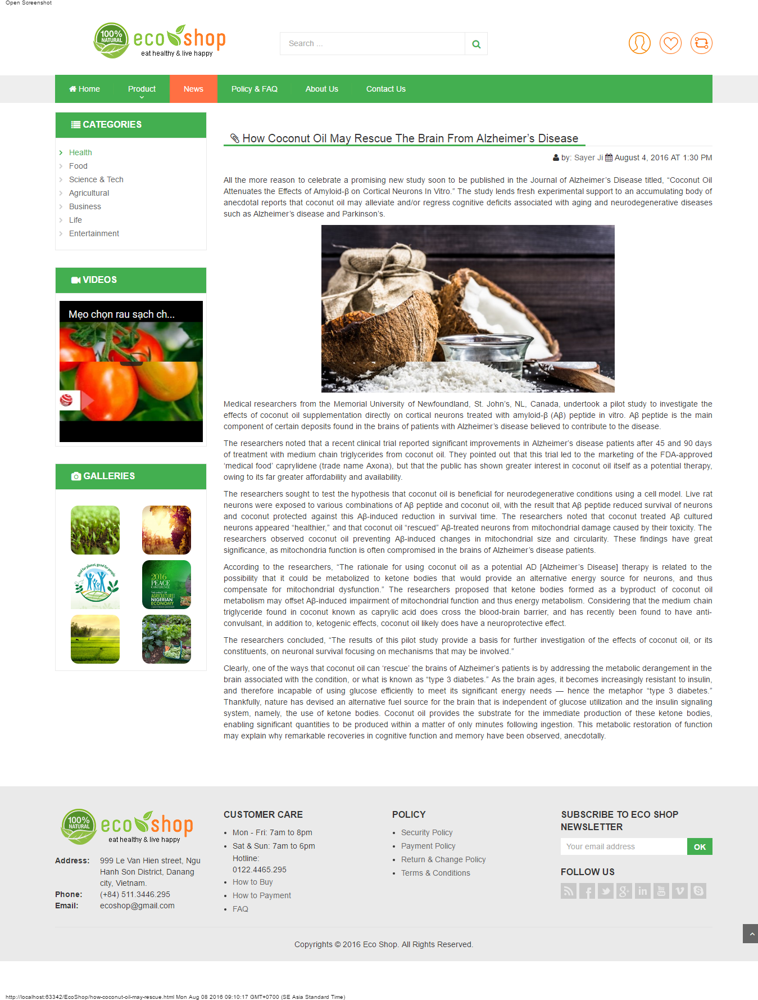 Open Screenshot
100%
NATURAL
eco shop
eat healthy & live happy
Search ...
Home
Product
News
Policy & FAQ
About Us
Contact Us
CATEGORIES
Health
Food
Science & Tech
Agricultural
Business
Life
Entertainment
VIDEOS
Mẹo chọn rau sạch ch...
GALLERIES
good for planet, good for people
2016
PEACE
CONFERENCE
THE IMPACT OF
AGRICULTURE
NIGERIAN
ECONOMY
How Coconut Oil May Rescue The Brain From Alzheimer’s Disease
by: Sayer Ji August 4, 2016 AT 1:30 PM
All the more reason to celebrate a promising new study soon to be published in the Journal of Alzheimer’s Disease titled, “Coconut Oil
Attenuates the Effects of Amyloid-β on Cortical Neurons In Vitro.” The study lends fresh experimental support to an accumulating body of
anecdotal reports that coconut oil may alleviate and/or regress cognitive deficits associated with aging and neurodegenerative diseases
such as Alzheimer’s disease and Parkinson’s.
Medical researchers from the Memorial University of Newfoundland, St. John’s, NL, Canada, undertook a pilot study to investigate the
effects of coconut oil supplementation directly on cortical neurons treated with amyloid-β (Aβ) peptide in vitro. Aβ peptide is the main
component of certain deposits found in the brains of patients with Alzheimer’s disease believed to contribute to the disease.
The researchers noted that a recent clinical trial reported significant improvements in Alzheimer’s disease patients after 45 and 90 days
of treatment with medium chain triglycerides from coconut oil. They pointed out that this trial led to the marketing of the FDA-approved
‘medical food’ caprylidene (trade name Axona), but that the public has shown greater interest in coconut oil itself as a potential therapy,
owing to its far greater affordability and availability.
The researchers sought to test the hypothesis that coconut oil is beneficial for neurodegenerative conditions using a cell model. Live rat
neurons were exposed to various combinations of Aβ peptide and coconut oil, with the result that Aβ peptide reduced survival of neurons
and coconut protected against this Aβ-induced reduction in survival time. The researchers noted that coconut treated Aβ cultured
neurons appeared “healthier,” and that coconut oil “rescued” Aβ-treated neurons from mitochondrial damage caused by their toxicity. The
researchers observed coconut oil preventing Aβ-induced changes in mitochondrial size and circularity. These findings have great
significance, as mitochondria function is often compromised in the brains of Alzheimer’s disease patients.
According to the researchers, “The rationale for using coconut oil as a potential AD [Alzheimer’s Disease] therapy is related to the
possibility that it could be metabolized to ketone bodies that would provide an alternative energy source for neurons, and thus
compensate for mitochondrial dysfunction.” The researchers proposed that ketone bodies formed as a byproduct of coconut oil
metabolism may offset Aβ-induced impairment of mitochondrial function and thus energy metabolism. Considering that the medium chain
triglyceride found in coconut known as caprylic acid does cross the blood-brain barrier, and has recently been found to have anti-
convulsant, in addition to, ketogenic effects, coconut oil likely does have a neuroprotective effect.
The researchers concluded, “The results of this pilot study provide a basis for further investigation of the effects of coconut oil, or its
constituents, on neuronal survival focusing on mechanisms that may be involved.”
Clearly, one of the ways that coconut oil can ‘rescue’ the brains of Alzheimer’s patients is by addressing the metabolic derangement in the
brain associated with the condition, or what is known as “type 3 diabetes.” As the brain ages, it becomes increasingly resistant to insulin,
and therefore incapable of using glucose efficiently to meet its significant energy needs — hence the metaphor “type 3 diabetes.”
Thankfully, nature has devised an alternative fuel source for the brain that is independent of glucose utilization and the insulin signaling
system, namely, the use of ketone bodies. Coconut oil provides the substrate for the immediate production of these ketone bodies,
enabling significant quantities to be produced within a matter of only minutes following ingestion. This metabolic restoration of function
may explain why remarkable recoveries in cognitive function and memory have been observed, anecdotally.
100%
NATURAL
eco shop
eat healthy & live happy
Address: 999 Le Van Hien street, Ngu
Hanh Son District, Danang
city, Vietnam.
Phone: (+84) 511.3446.295
Email: ecoshop@gmail.com
CUSTOMER CARE
Mon - Fri: 7am to 8pm
Sat & Sun: 7am to 6pm
Hotline:
0122.4465.295
How to Buy
How to Payment
FAQ
POLICY
Security Policy
Payment Policy
Return & Change Policy
Terms & Conditions
SUBSCRIBE TO ECO SHOP
NEWSLETTER
Your email address
OK
FOLLOW US
Copyrights © 2016 Eco Shop. All Rights Reserved.
http://localhost:63342/EcoShop/how-coconut-oil-may-rescue.html Mon Aug 08 2016 09:10:17 GMT+0700 (SE Asia Standard Time)